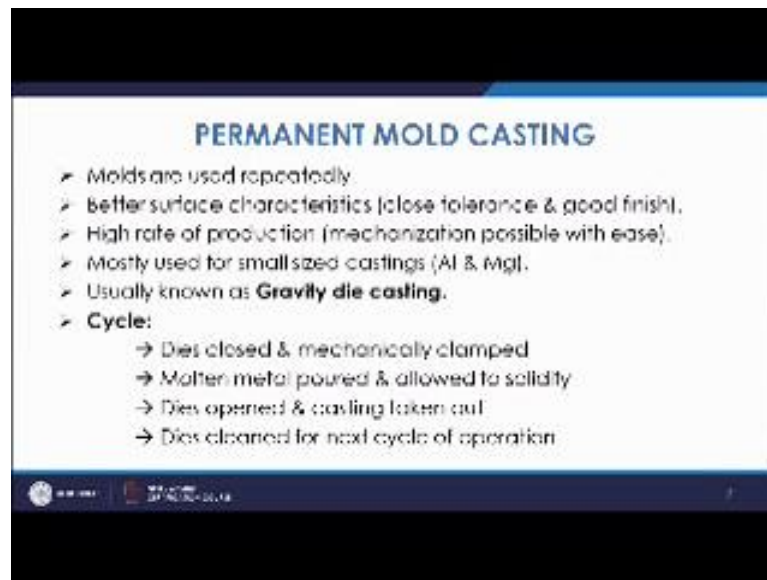 PERMANENT MOLD CASTING
➤ Molds are used repeatedly.
➤ Better surface characteristics (close tolerance & good finish).
➤ High rate of production (mechanization possible with ease).
➤ Mostly used for small sized castings (Al & Mg).
➤ Usually known as Gravity die casting.
➤ Cycle:
→ Dies closed & mechanically clamped
→ Molten metal poured & allowed to solidity
→ Dies opened & casting taken out
→ Dies cleaned for next cycle of operation